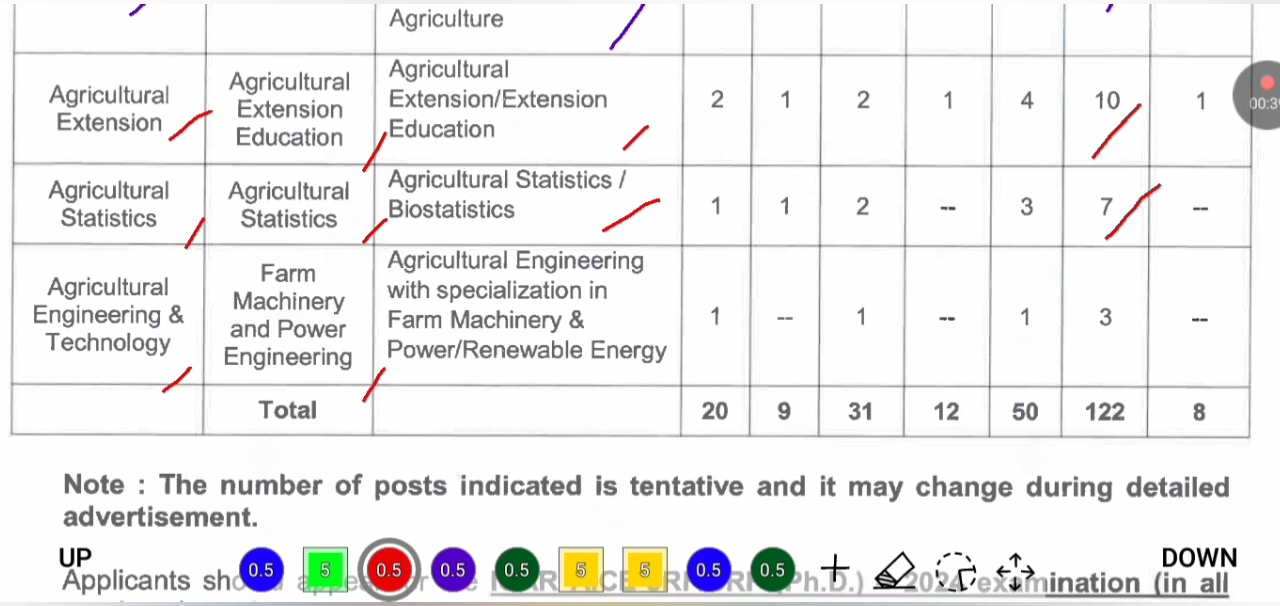 Agriculture
Agricultural Extension
Agricultural Extension Education
Agricultural Extension/Extension Education
2 1 2 1 4 10 1
Agricultural Statistics
Agricultural Statistics
Agricultural Statistics / Biostatistics
1 1 2 -- 3 7 --
Agricultural Engineering & Technology
Farm Machinery and Power Engineering
Agricultural Engineering with specialization in Farm Machinery & Power/Renewable Energy
1 -- 1 -- 1 3 --
Total 20 9 31 12 50 122 8
Note : The number of posts indicated is tentative and it may change during detailed
advertisement.
UP 0.5 5 0.5 0.5 0.5 5 5 0.5 0.5 DOWN
Applicants 2024 examination (in all